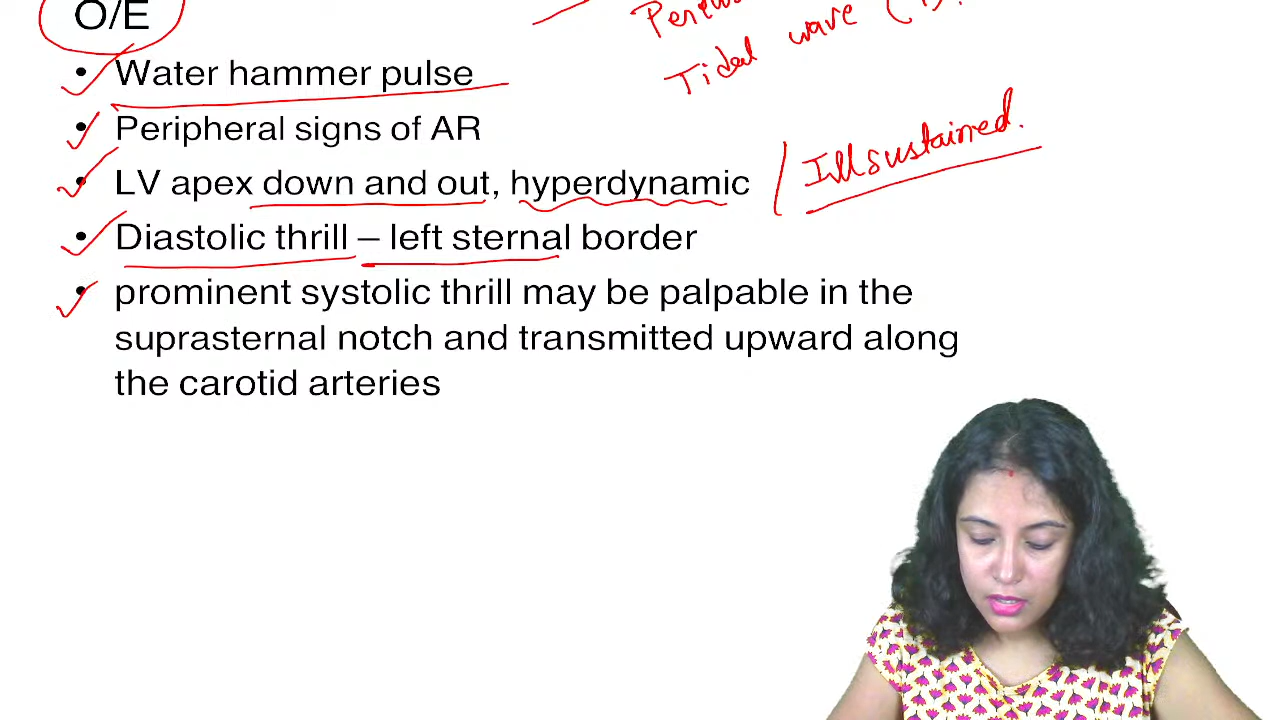 O/E
Tidal wave
• Water hammer pulse
• Peripheral signs of AR
• LV apex down and out, hyperdynamic / Illsustained.
• Diastolic thrill – left sternal border
• prominent systolic thrill may be palpable in the
suprasternal notch and transmitted upward along
the carotid arteries